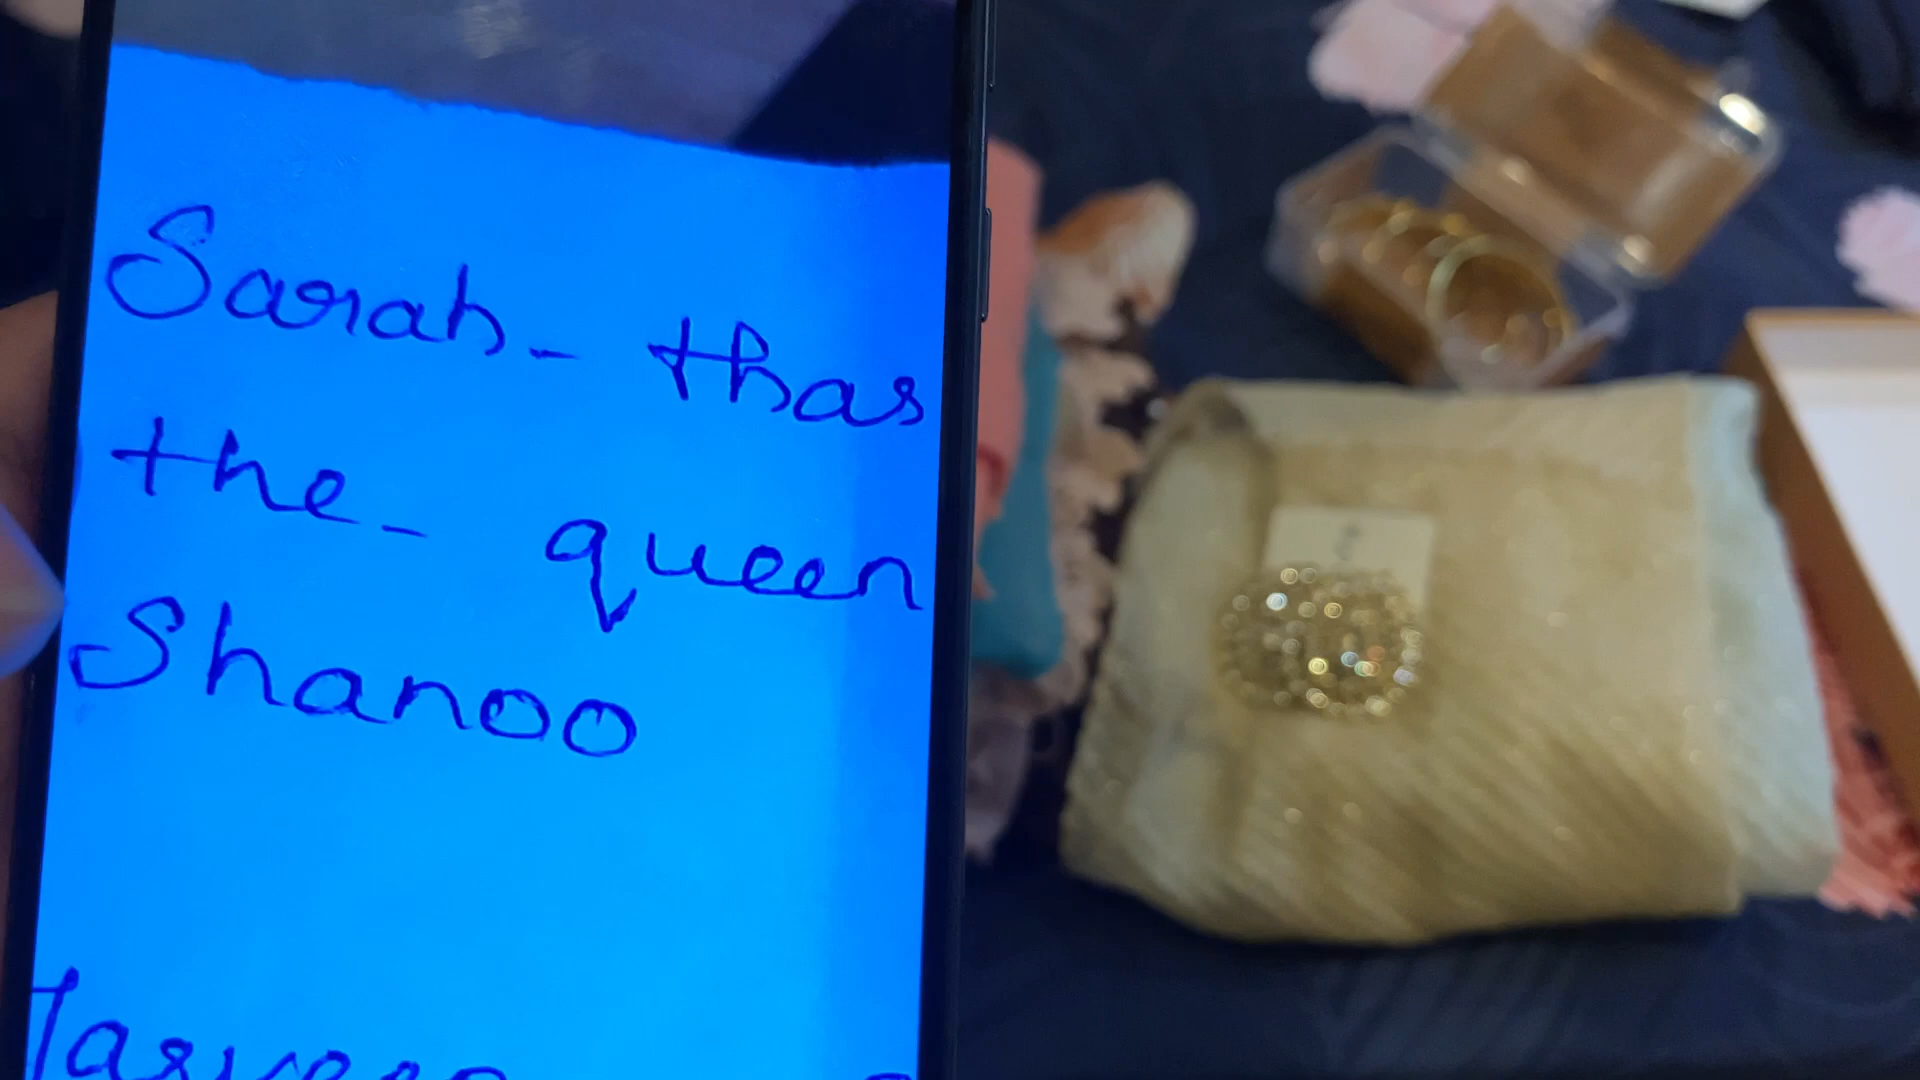 Sarah- thas
the- queen
Shanoo